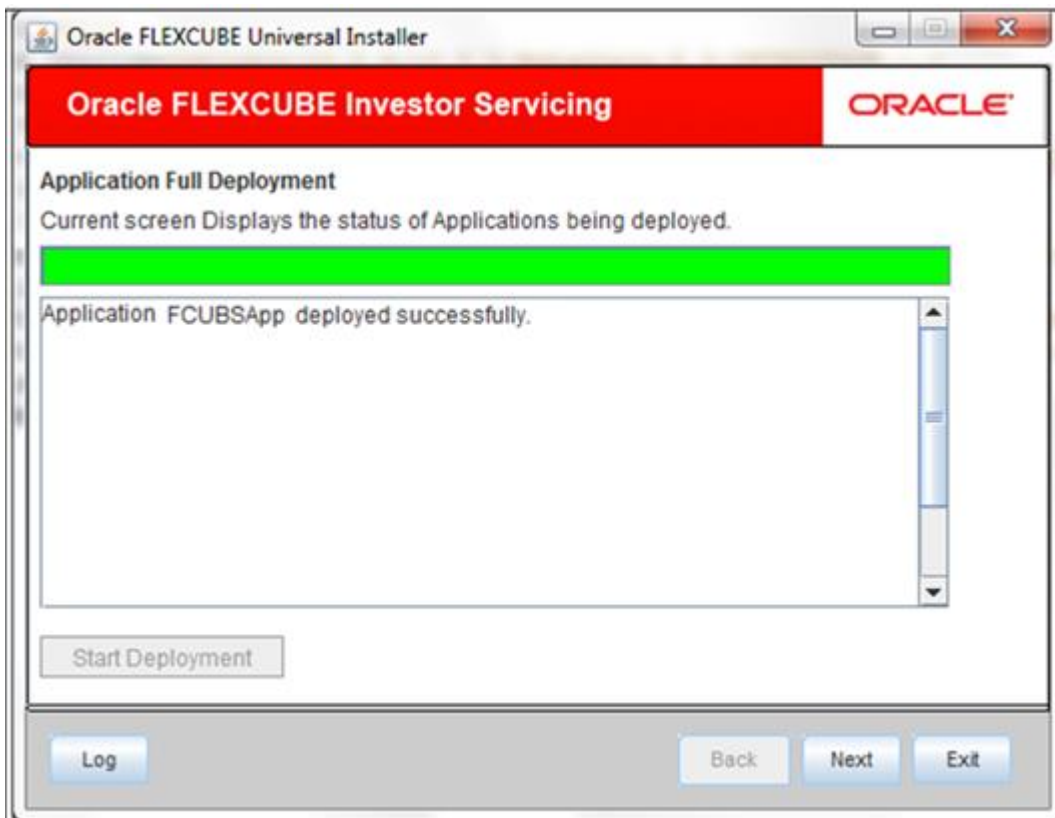 Oracle FLEXCUBE Universal Installer
Oracle FLEXCUBE Investor Servicing
ORACLE
Application Full Deployment
Current screen Displays the status of Applications being deployed.
Application FCUBSApp deployed successfully.
Start Deployment
Log
Back
Next
Exit